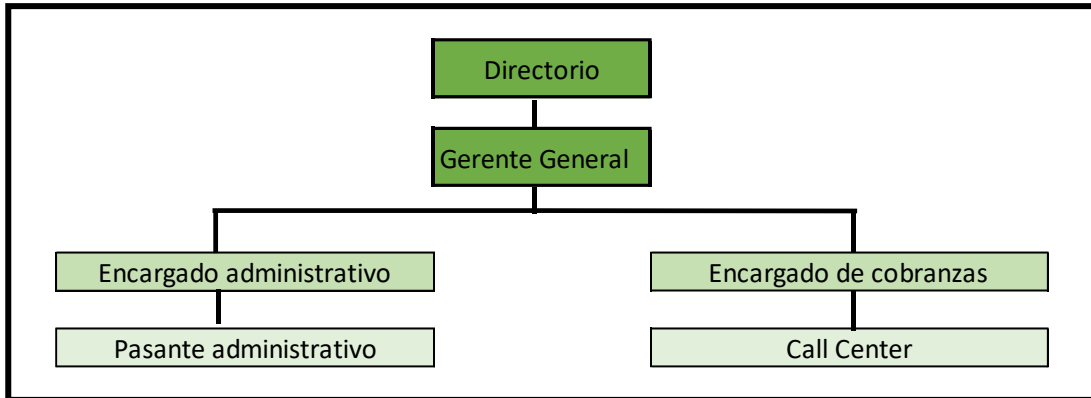 Directorio
Gerente General
Encargado administrativo
Encargado de cobranzas
Pasante administrativo
Call Center